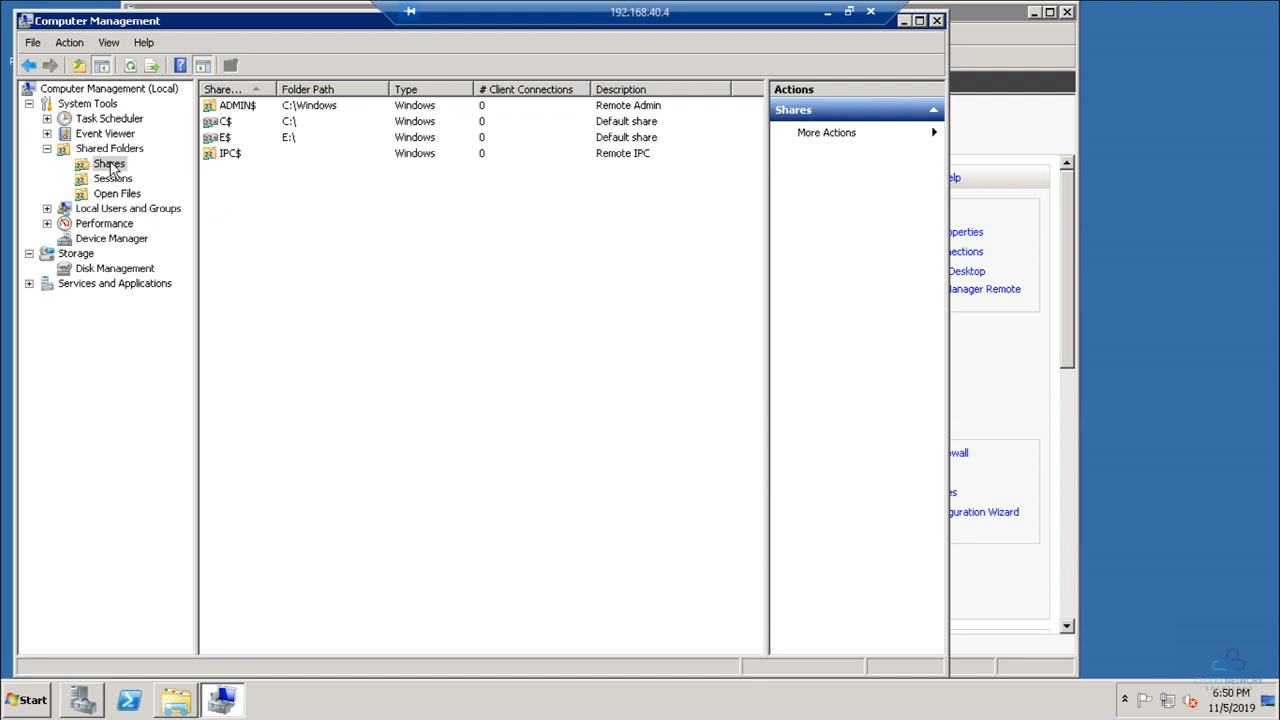 192.168.40.4
Computer Management
File Action View Help
Computer Management (Local)
System Tools
Task Scheduler
Event Viewer
Shared Folders
Shares
Sessions
Open Files
Local Users and Groups
Performance
Device Manager
Storage
Disk Management
Services and Applications
Share... Folder Path Type # Client Connections Description
ADMIN$ C:\Windows Windows 0 Remote Admin
C$ C:\ Windows 0 Default share
E$ E:\ Windows 0 Default share
IPC$ Windows 0 Remote IPC
Actions
Shares
More Actions
elp
operties
nections
Desktop
anager Remote
ewall
es
guration Wizard
Start
6:50 PM
11/5/2019